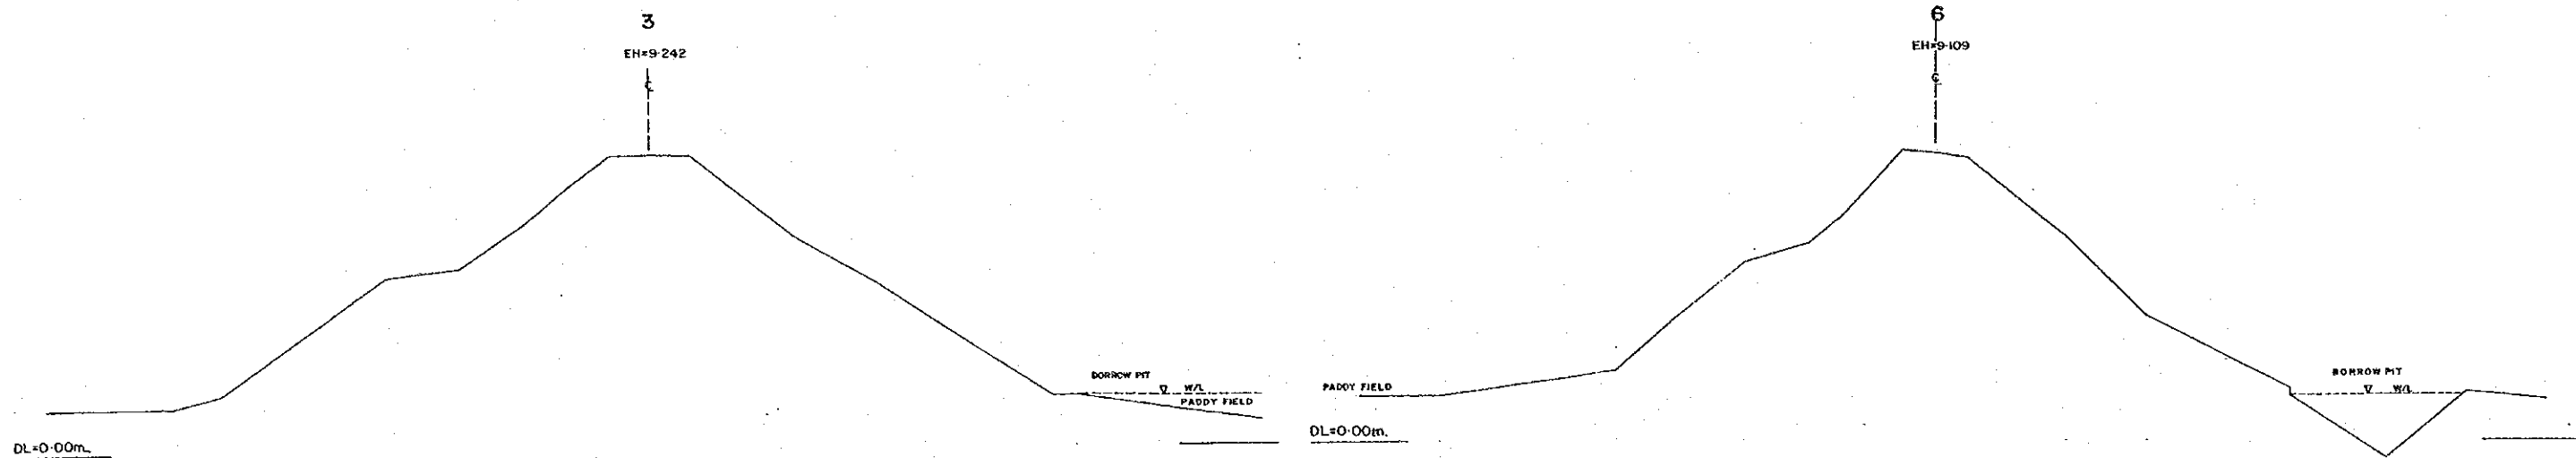 3
EH=9·242
℄
BORROW PIT
W/L
PADDY FIELD
DL=0·00m.
6
EH=9·109
℄
PADDY FIELD
BORROW PIT
W/L
DL=0·00m.